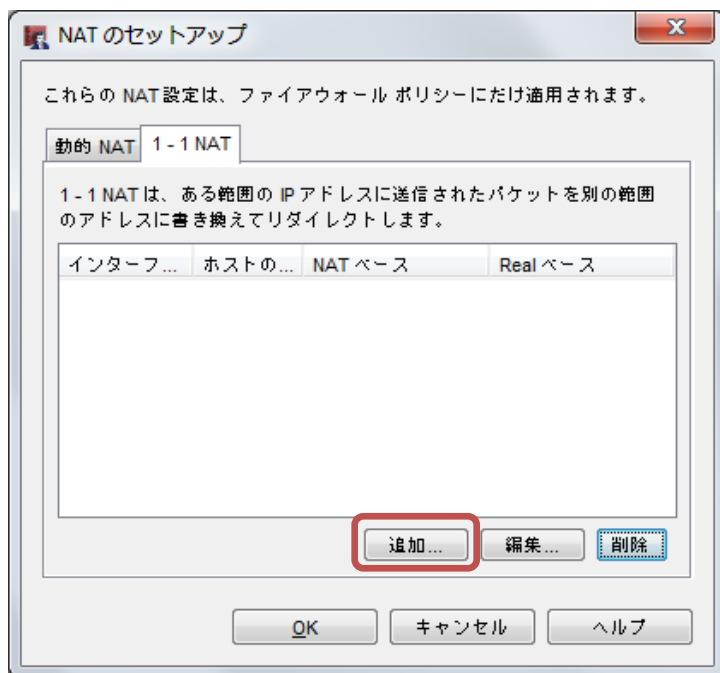 NAT のセットアップ
これらの NAT 設定は、ファイアウォール ポリシーにだけ適用されます。
動的 NAT 1 - 1 NAT
1 - 1 NAT は、ある範囲の IP アドレスに送信されたパケットを別の範囲
のアドレスに書き換えてリダイレクトします。
インターフ... ホストの... NAT ベース Real ベース
追加... 編集... 削除
OK キャンセル ヘルプ